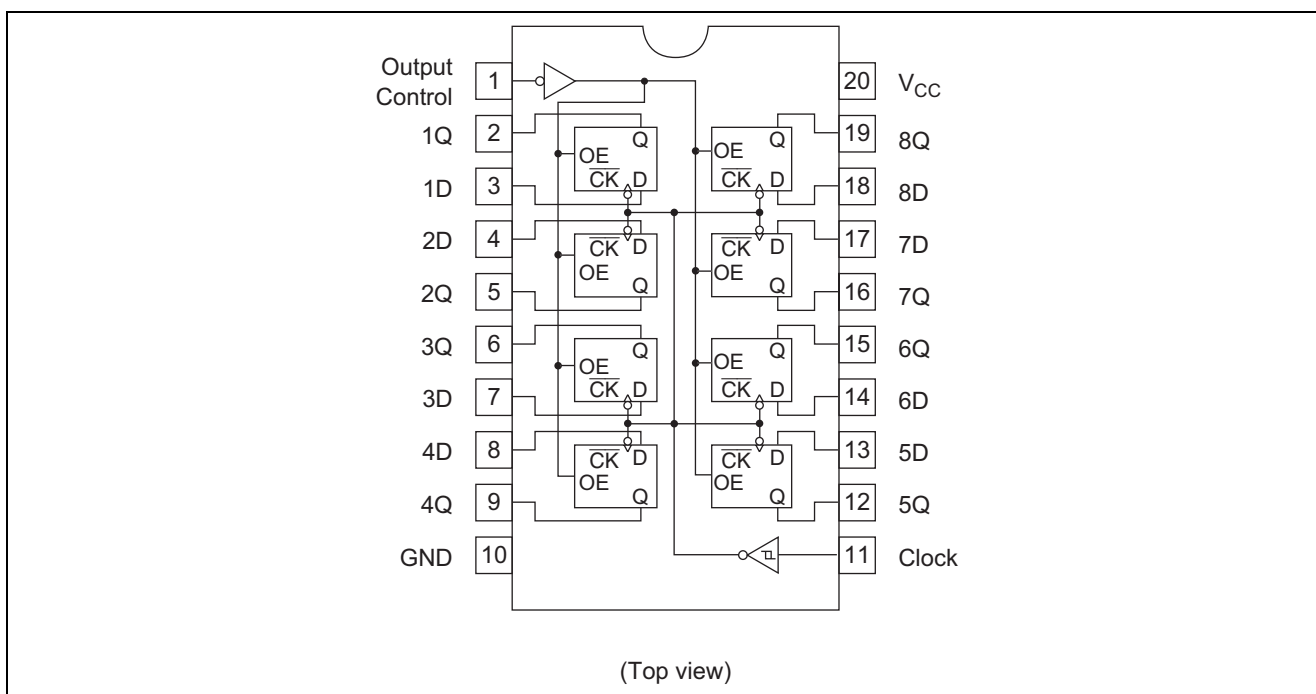 Output Control 1 20 VCC
1Q 2 Q Q 19 8Q
OE OE
1D 3 CK D CK D 18 8D
2D 4 CK D CK D 17 7D
OE OE
2Q 5 Q Q 16 7Q
3Q 6 Q Q 15 6Q
OE OE
3D 7 CK D CK D 14 6D
4D 8 CK D CK D 13 5D
OE OE
4Q 9 Q Q 12 5Q
GND 10 11 Clock
(Top view)